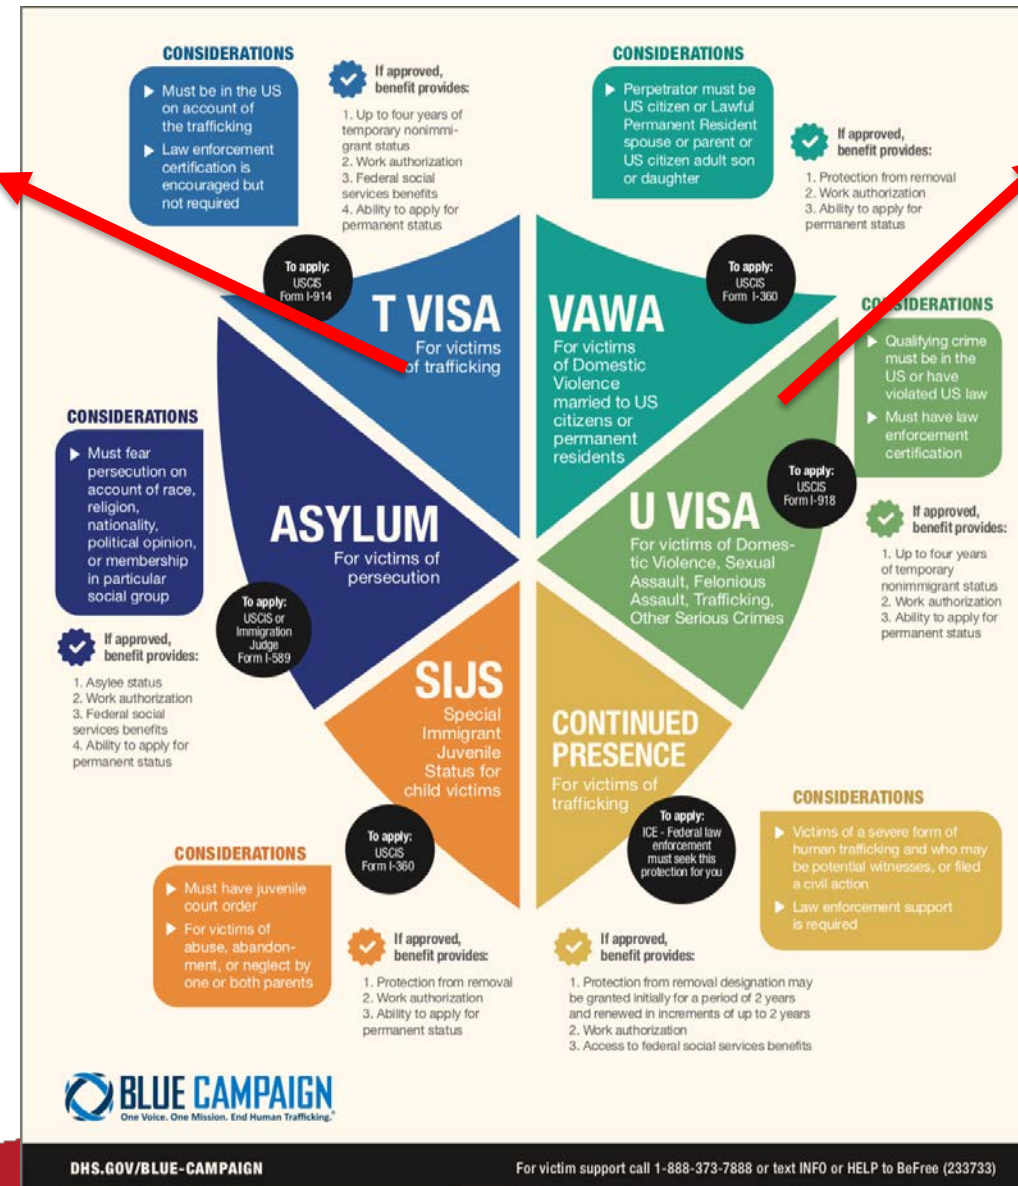 CONSIDERATIONS
Must be in the US
on account of
the trafficking
Law enforcement
certification is
encouraged but
not required
If approved,
benefit provides:
1. Up to four years of
temporary nonimmi-
grant status
2. Work authorization
3. Federal social
services benefits
4. Ability to apply for
permanent status
To apply:
USCIS
Form I-914
T VISA
For victims
of trafficking
CONSIDERATIONS
Perpetrator must be
US citizen or Lawful
Permanent Resident
spouse or parent or
US citizen adult son
or daughter
If approved,
benefit provides:
1. Protection from removal
2. Work authorization
3. Ability to apply for
permanent status
To apply:
USCIS
Form I-360
VAWA
For victims
of Domestic
Violence
married to US
citizens or
permanent
residents
CONSIDERATIONS
Must fear
persecution on
account of race,
religion,
nationality,
political opinion,
or membership
in particular
social group
If approved,
benefit provides:
1. Asylee status
2. Work authorization
3. Federal social
services benefits
4. Ability to apply for
permanent status
To apply:
USCIS or
Immigration
Judge
Form I-589
ASYLUM
For victims of
persecution
CONSIDERATIONS
Qualifying crime
must be in the
US or have
violated US law
Must have law
enforcement
certification
If approved,
benefit provides:
1. Up to four years
of temporary
nonimmigrant status
2. Work authorization
3. Ability to apply for
permanent status
To apply:
USCIS
Form I-918
U VISA
For victims of Domes-
tic Violence, Sexual
Assault, Felonious
Assault, Trafficking,
Other Serious Crimes
SIJS
Special
Immigrant
Juvenile
Status for
child victims
To apply:
USCIS
Form I-360
CONSIDERATIONS
Must have juvenile
court order
For victims of
abuse, abandon-
ment, or neglect by
one or both parents
If approved,
benefit provides:
1. Protection from removal
2. Work authorization
3. Ability to apply for
permanent status
CONTINUED
PRESENCE
For victims of
trafficking
To apply:
ICE - Federal law
enforcement
must seek this
protection for you
CONSIDERATIONS
Victims of a severe form of
human trafficking and who may
be potential witnesses, or filed
a civil action
Law enforcement support
is required
If approved,
benefit provides:
1. Protection from removal designation may
be granted initially for a period of 2 years
and renewed in increments of up to 2 years
2. Work authorization
3. Access to federal social services benefits
BLUE CAMPAIGN
One Voice. One Mission. End Human Trafficking.®
DHS.GOV/BLUE-CAMPAIGN
For victim support call 1-888-373-7888 or text INFO or HELP to BeFree (233733)